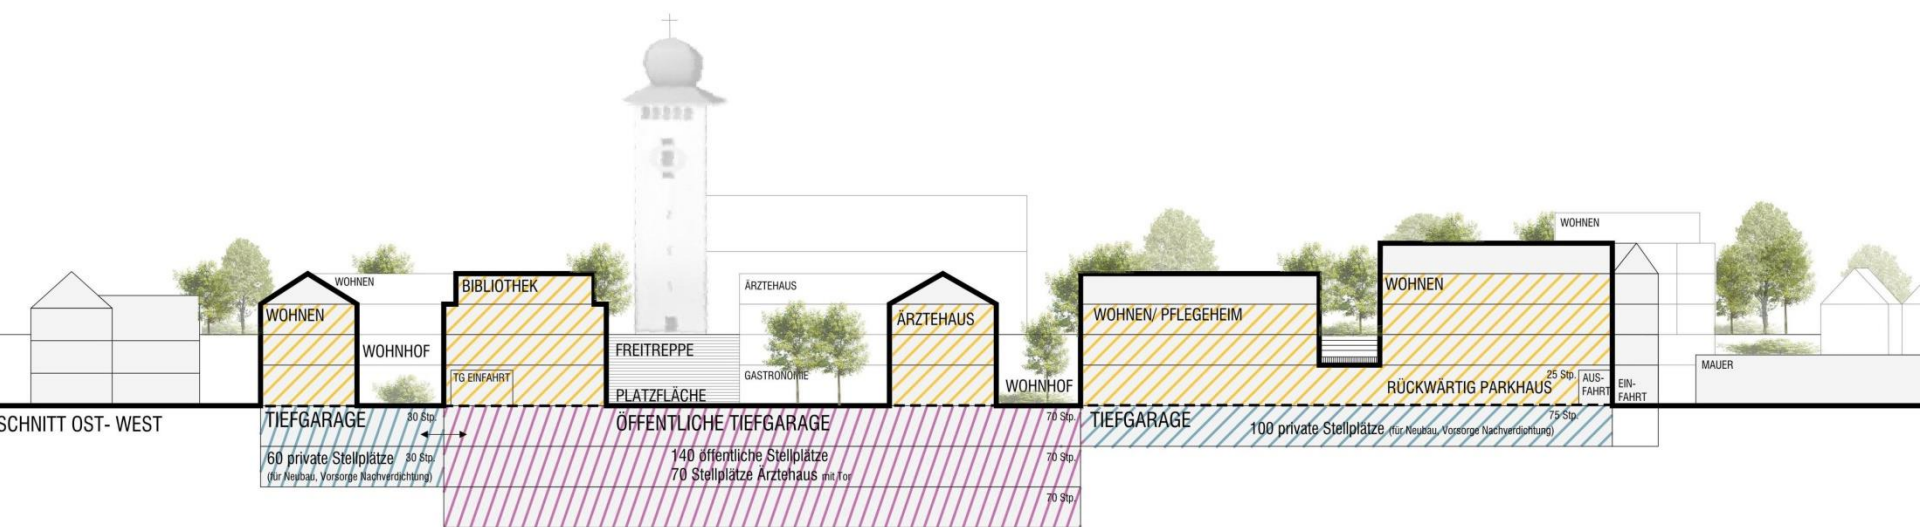 WOHNEN
WOHNEN
BIBLIOTHEK
WOHNEN
ÄRZTEHAUS
WOHNEN
WOHNEN
ÄRZTEHAUS
WOHNEN/ PFLEGEHEIM
WOHNHOF
FREITREPPE
MAUER
TG EINFAHRT
GASTRONOMIE
WOHNHOF
25 Stp.
RÜCKWÄRTIG PARKHAUS
AUS-
FAHRT
EIN-
FAHRT
PLATZFLÄCHE
SCHNITT OST- WEST
TIEFGARAGE
30 Stp.
ÖFFENTLICHE TIEFGARAGE
70 Stp.
TIEFGARAGE
75 Stp.
100 private Stellplätze (für Neubau, Vorsorge Nachverdichtung)
60 private Stellplätze
30 Stp.
(für Neubau, Vorsorge Nachverdichtung)
140 öffentliche Stellplätze
70 Stp.
70 Stellplätze Ärztehaus mit Tor
70 Stp.